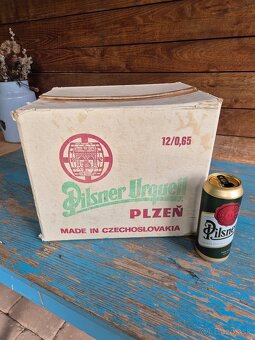 12/0,65
Pilsner Urquell
PLZEŇ
MADE IN CZECHOSLOVAKIA
Pilsner